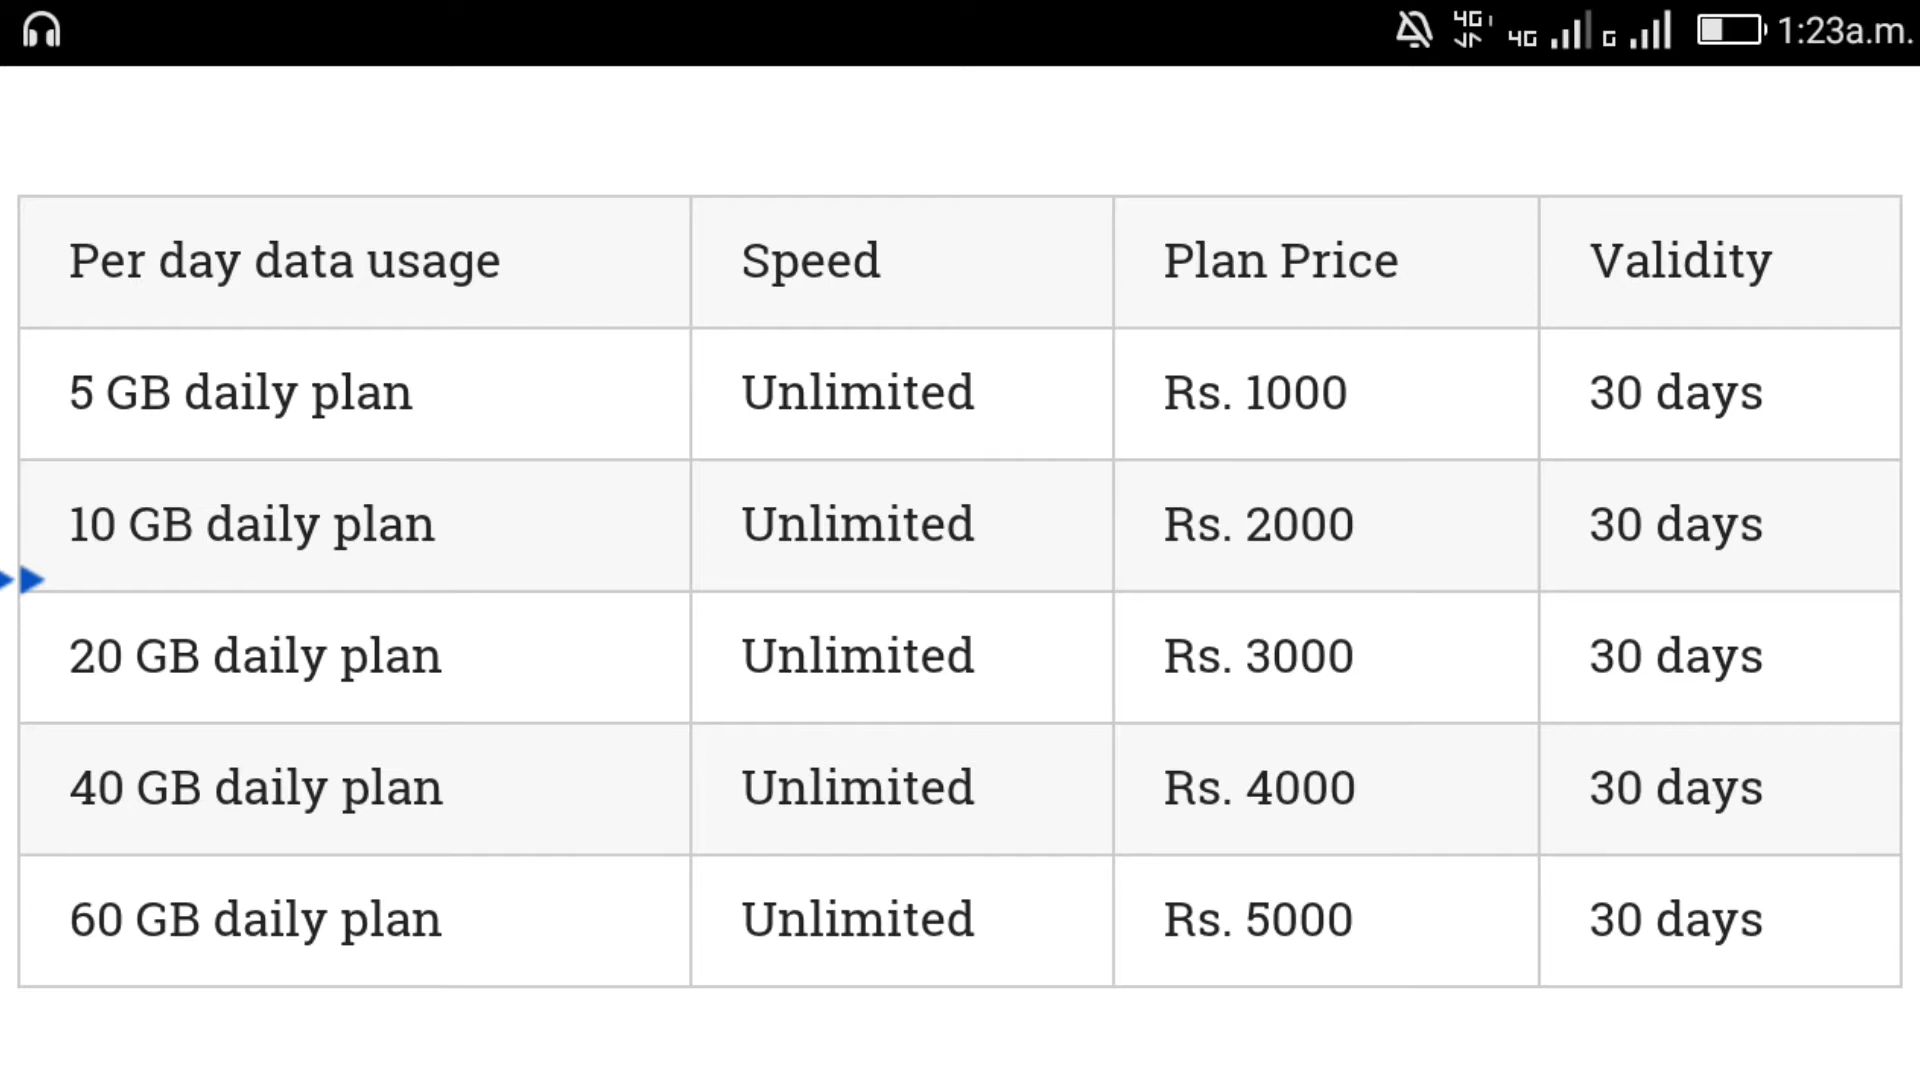 4G 4G G 1:23a.m.
Per day data usage Speed Plan Price Validity
5 GB daily plan Unlimited Rs. 1000 30 days
10 GB daily plan Unlimited Rs. 2000 30 days
20 GB daily plan Unlimited Rs. 3000 30 days
40 GB daily plan Unlimited Rs. 4000 30 days
60 GB daily plan Unlimited Rs. 5000 30 days